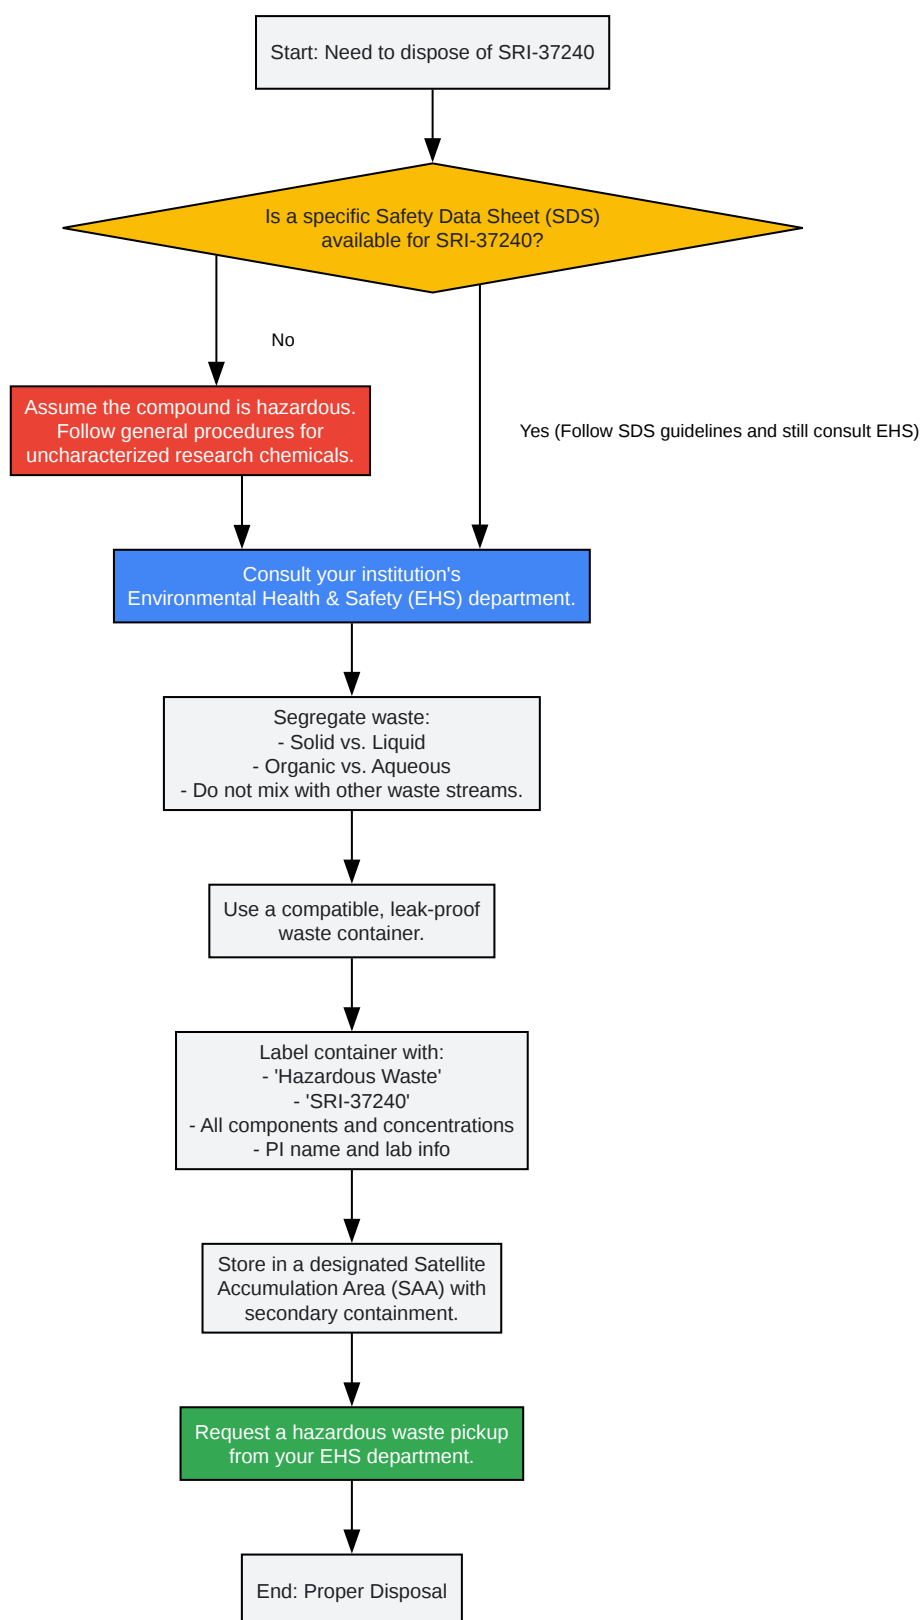 Start: Need to dispose of SRI-37240
Is a specific Safety Data Sheet (SDS)
available for SRI-37240?
No
Assume the compound is hazardous.
Follow general procedures for
uncharacterized research chemicals.
Yes (Follow SDS guidelines and still consult EHS)
Consult your institution's
Environmental Health & Safety (EHS) department.
Segregate waste:
- Solid vs. Liquid
- Organic vs. Aqueous
- Do not mix with other waste streams.
Use a compatible, leak-proof
waste container.
Label container with:
- 'Hazardous Waste'
- 'SRI-37240'
- All components and concentrations
- PI name and lab info
Store in a designated Satellite
Accumulation Area (SAA) with
secondary containment.
Request a hazardous waste pickup
from your EHS department.
End: Proper Disposal